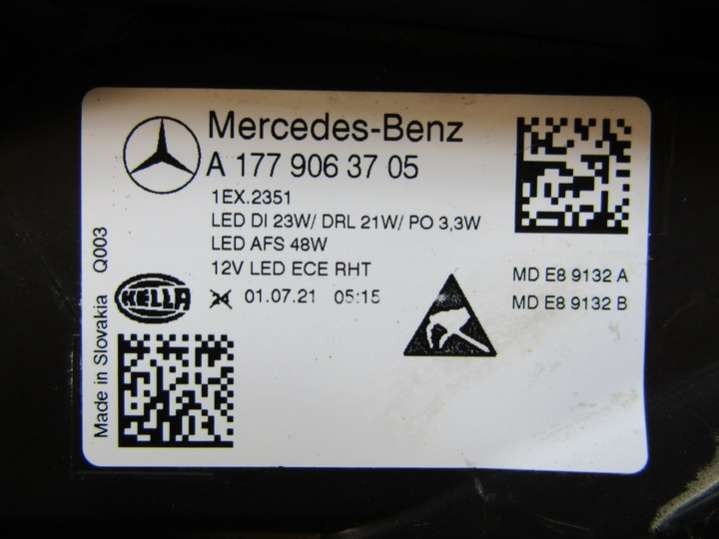 Mercedes-Benz
A 177 906 3 7 05
1EX.2351
LED DI 23W/ DRL 21W/ PO 3,3W
LED AFS 48W
12V LED ECE RHT
HELLA
01.07.21 05:15
MD E8 9132 A
MD E8 9132 B
Made in Slovakia Q003